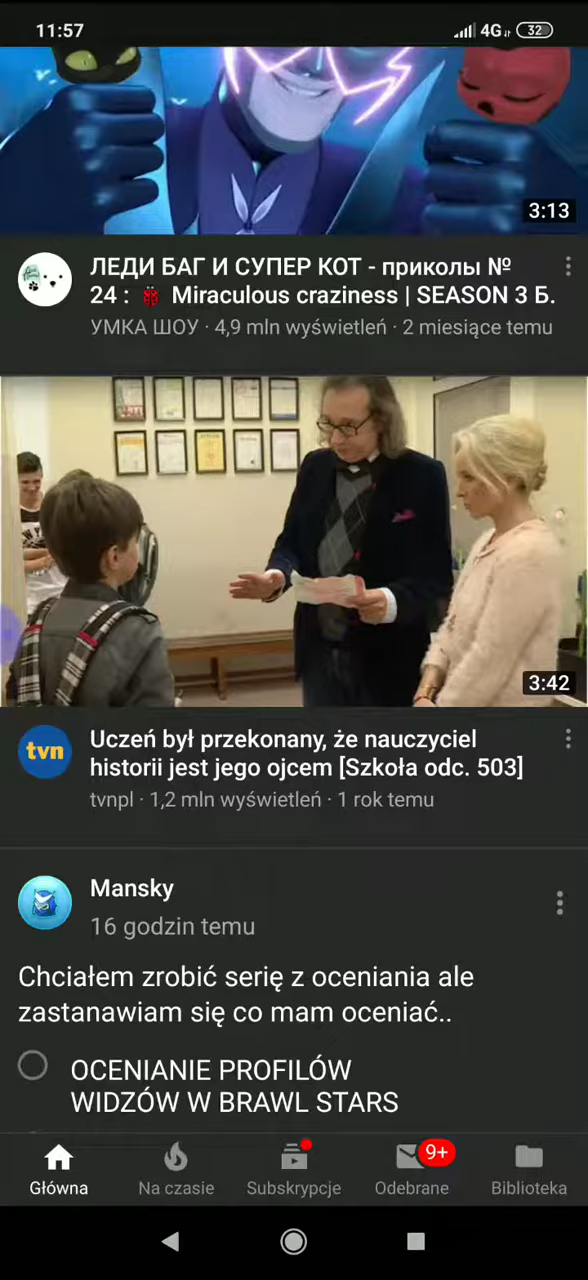 11:57
4G
32
3:13
ЛЕДИ БАГ И СУПЕР КОТ - приколы №
24 : 🐞 Miraculous craziness | SEASON 3 Б.
УМКА ШОУ · 4,9 mln wyświetleń · 2 miesiące temu
3:42
tvn
Uczeń był przekonany, że nauczyciel
historii jest jego ojcem [Szkoła odc. 503]
tvnpl · 1,2 mln wyświetleń · 1 rok temu
Mansky
16 godzin temu
Chciałem zrobić serię z oceniania ale
zastanawiam się co mam oceniać..
OCENIANIE PROFILÓW
WIDZÓW W BRAWL STARS
9+
Główna
Na czasie
Subskrypcje
Odebrane
Biblioteka